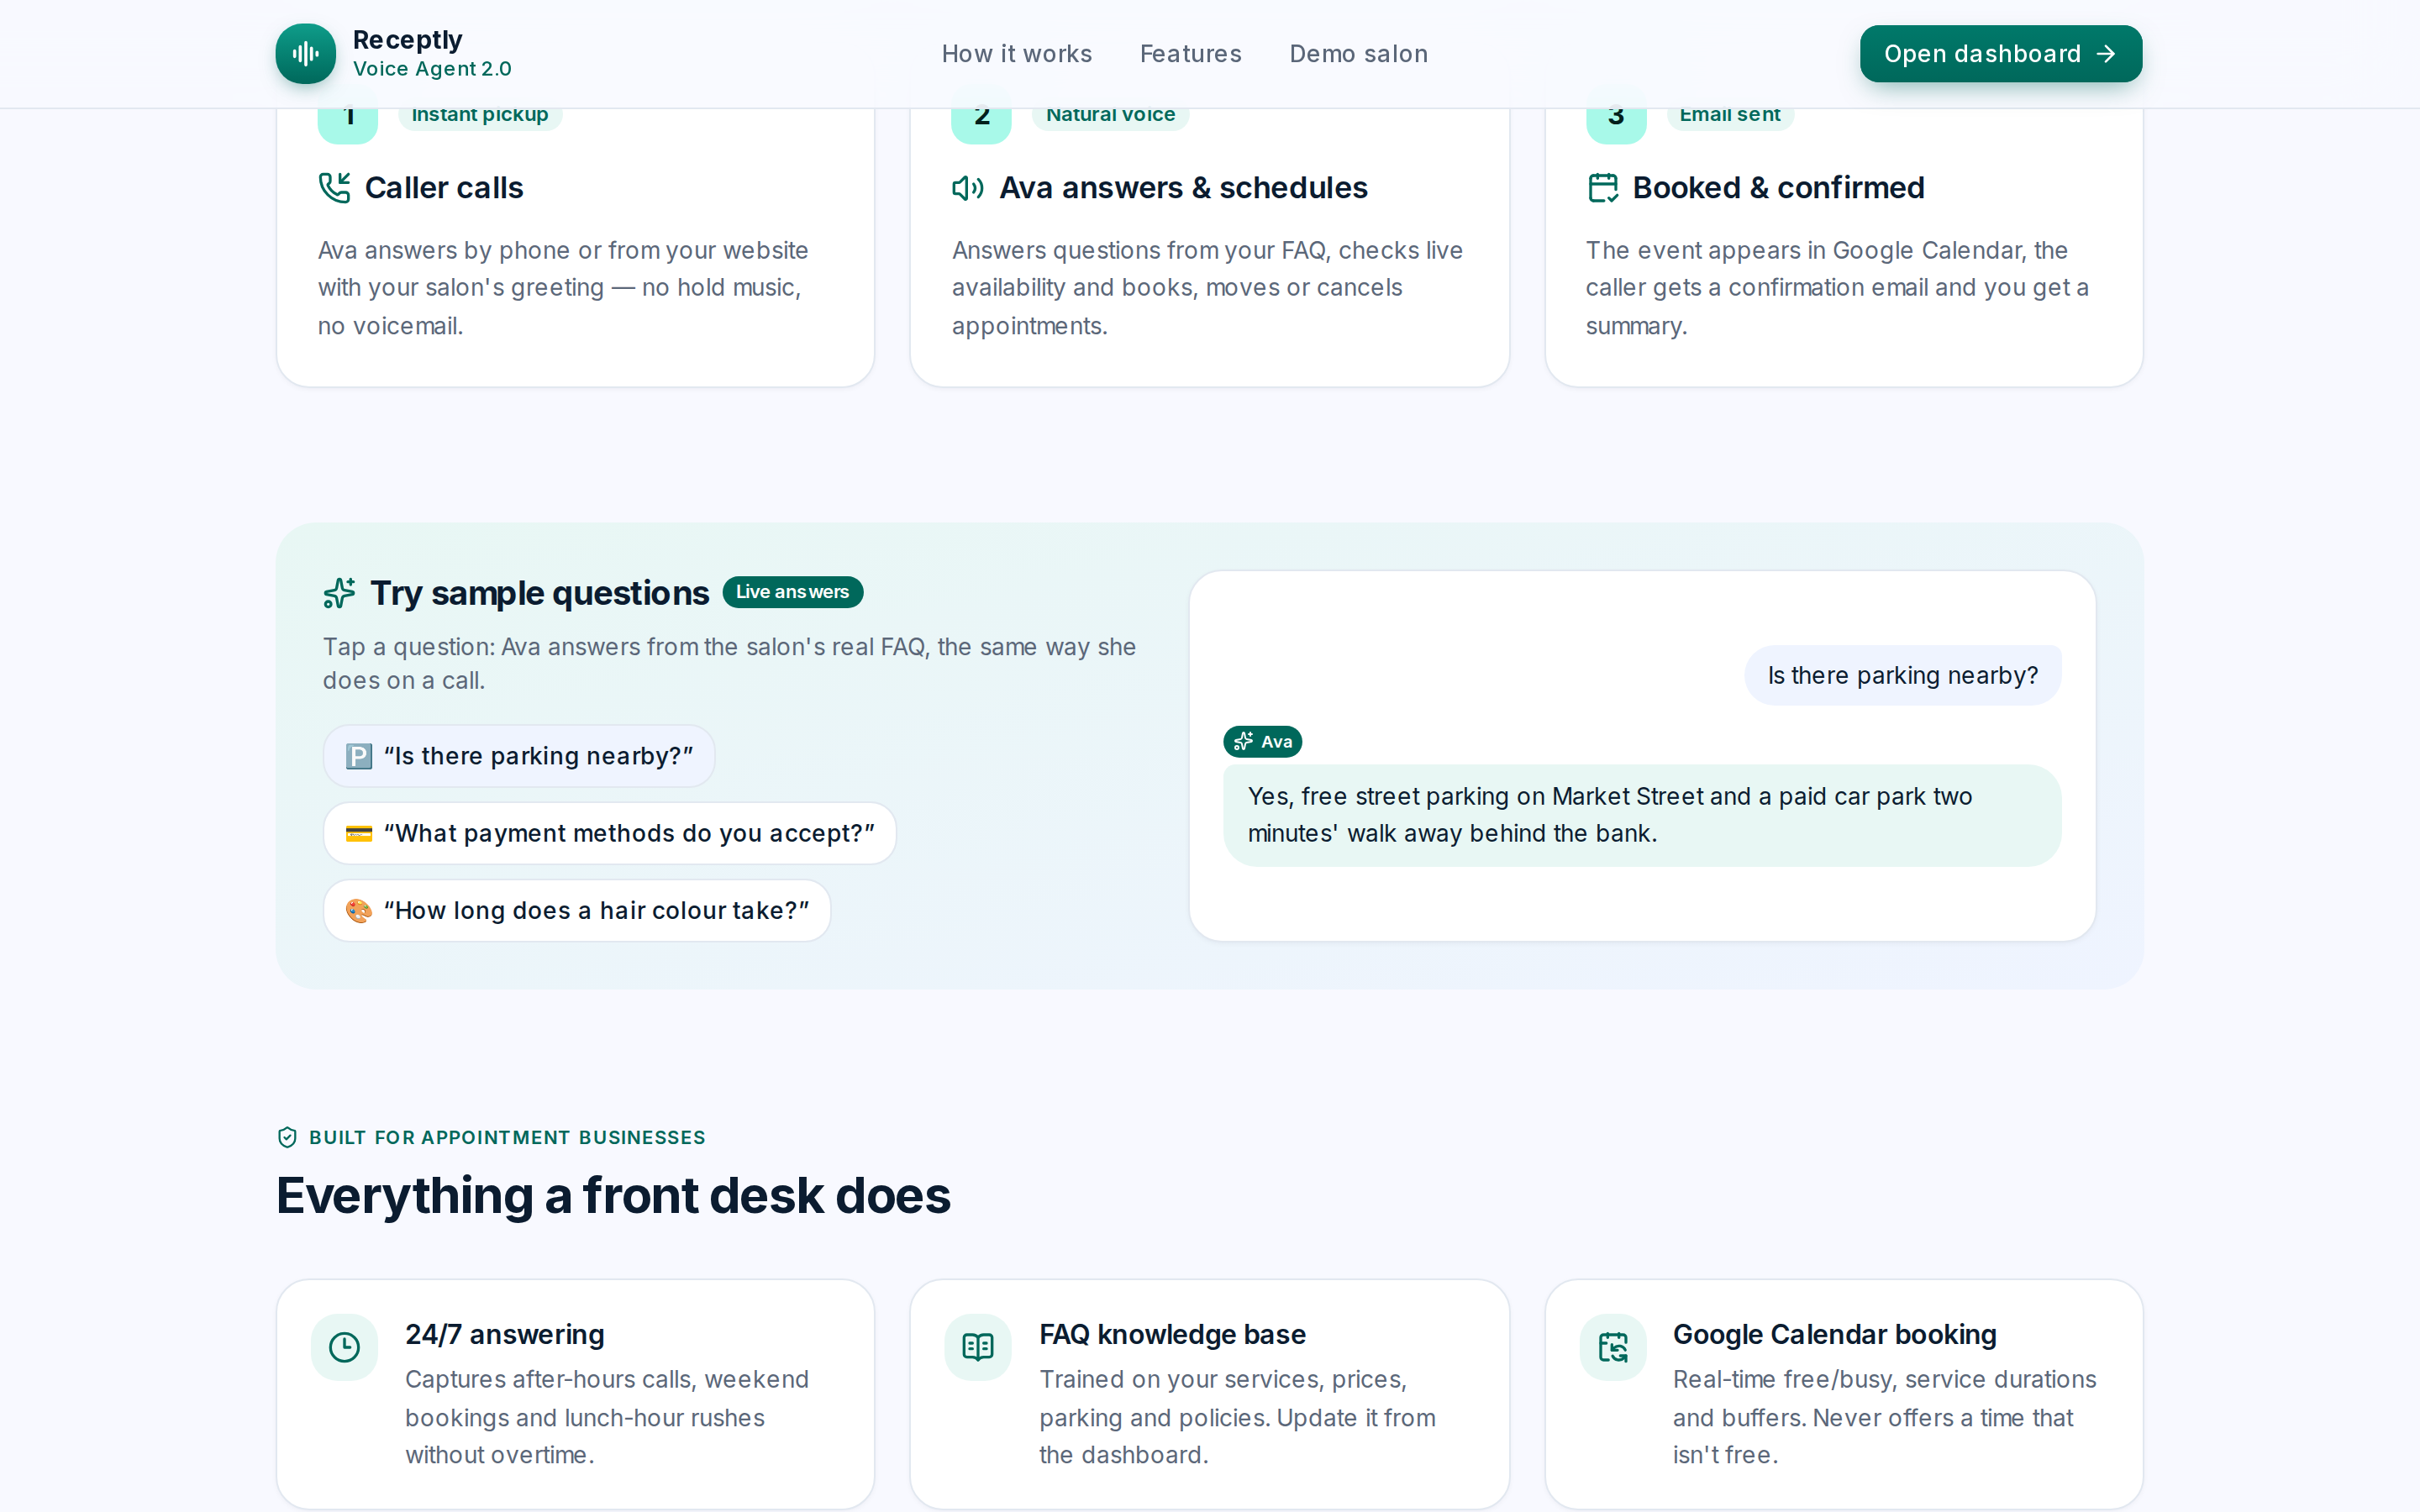 Receptly
Voice Agent 2.0
How it works
Features
Demo salon
Open dashboard
1
Instant pickup
Caller calls
Ava answers by phone or from your website
with your salon's greeting — no hold music,
no voicemail.
2
Natural voice
Ava answers & schedules
Answers questions from your FAQ, checks live
availability and books, moves or cancels
appointments.
3
Email sent
Booked & confirmed
The event appears in Google Calendar, the
caller gets a confirmation email and you get a
summary.
Try sample questions
Live answers
Tap a question: Ava answers from the salon's real FAQ, the same way she
does on a call.
🅿️ “Is there parking nearby?”
💳 “What payment methods do you accept?”
🎨 “How long does a hair colour take?”
Is there parking nearby?
Ava
Yes, free street parking on Market Street and a paid car park two
minutes' walk away behind the bank.
BUILT FOR APPOINTMENT BUSINESSES
Everything a front desk does
24/7 answering
Captures after-hours calls, weekend
bookings and lunch-hour rushes
without overtime.
FAQ knowledge base
Trained on your services, prices,
parking and policies. Update it from
the dashboard.
Google Calendar booking
Real-time free/busy, service durations
and buffers. Never offers a time that
isn't free.